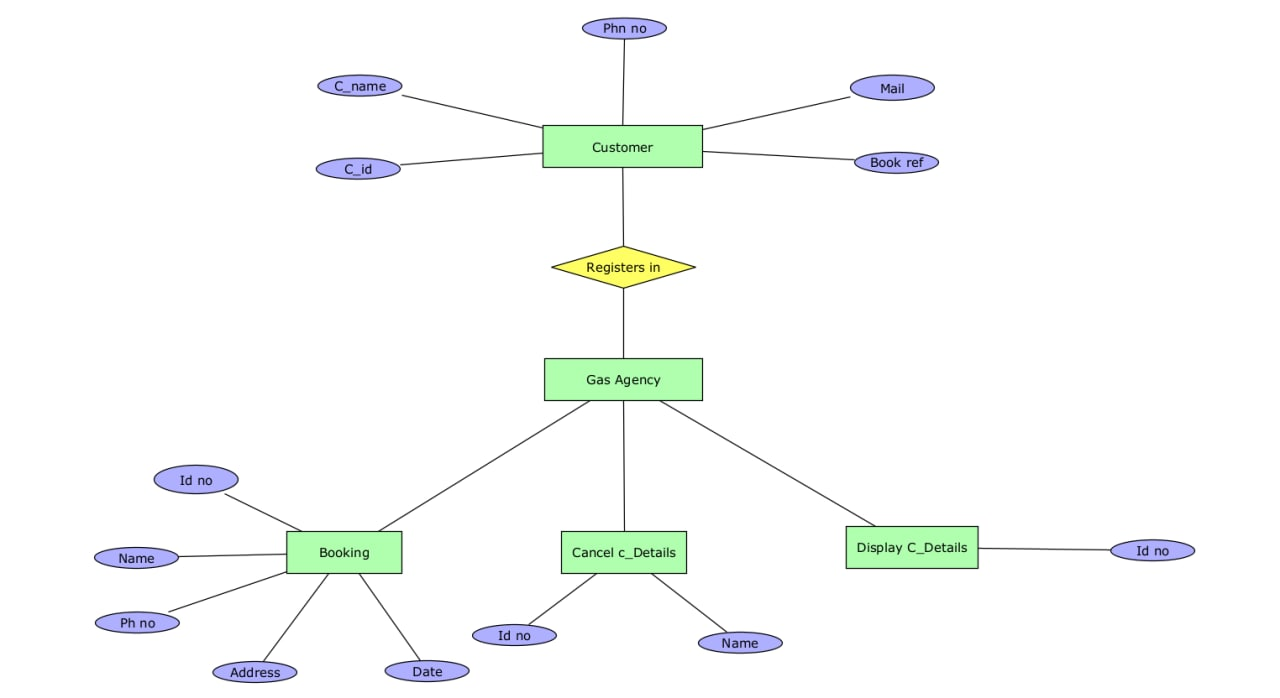 Phn no
C_name
Mail
Customer
Book ref
C_id
Registers in
Gas Agency
Id no
Booking
Cancel c_Details
Display C_Details
Id no
Name
Ph no
Id no
Name
Address
Date